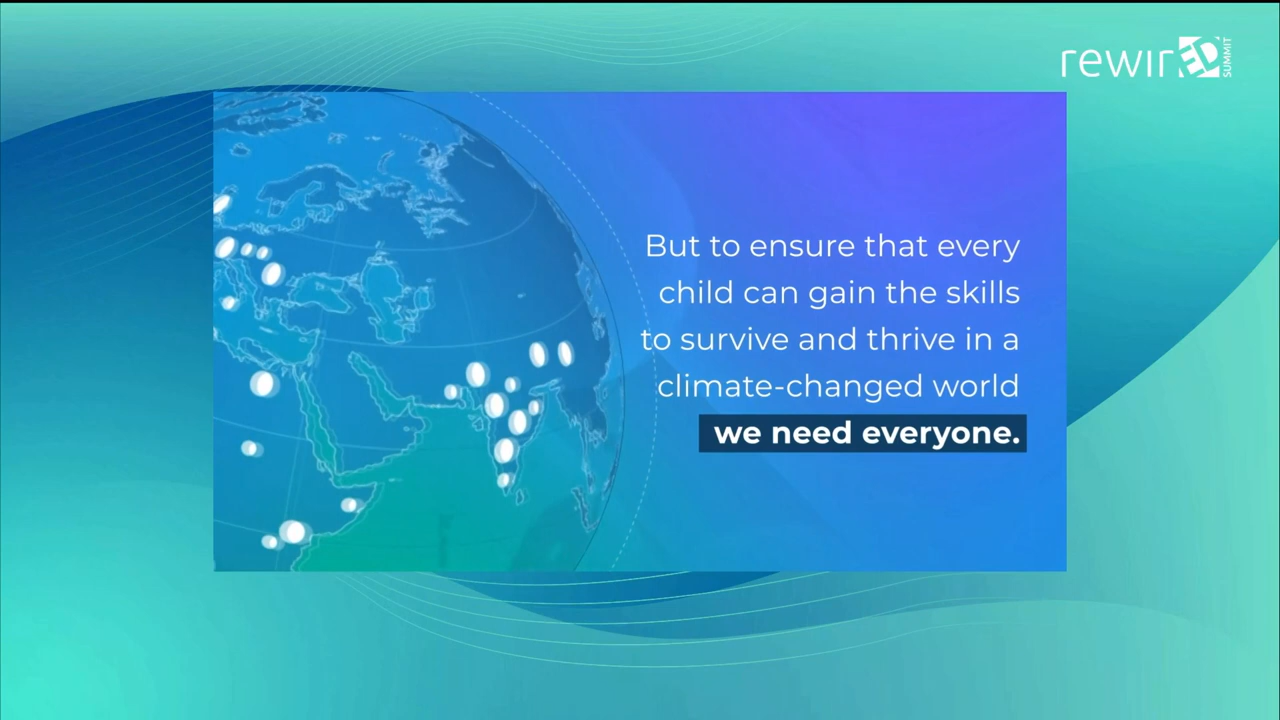 rewirED
SUMMIT
But to ensure that every
child can gain the skills
to survive and thrive in a
climate-changed world
we need everyone.